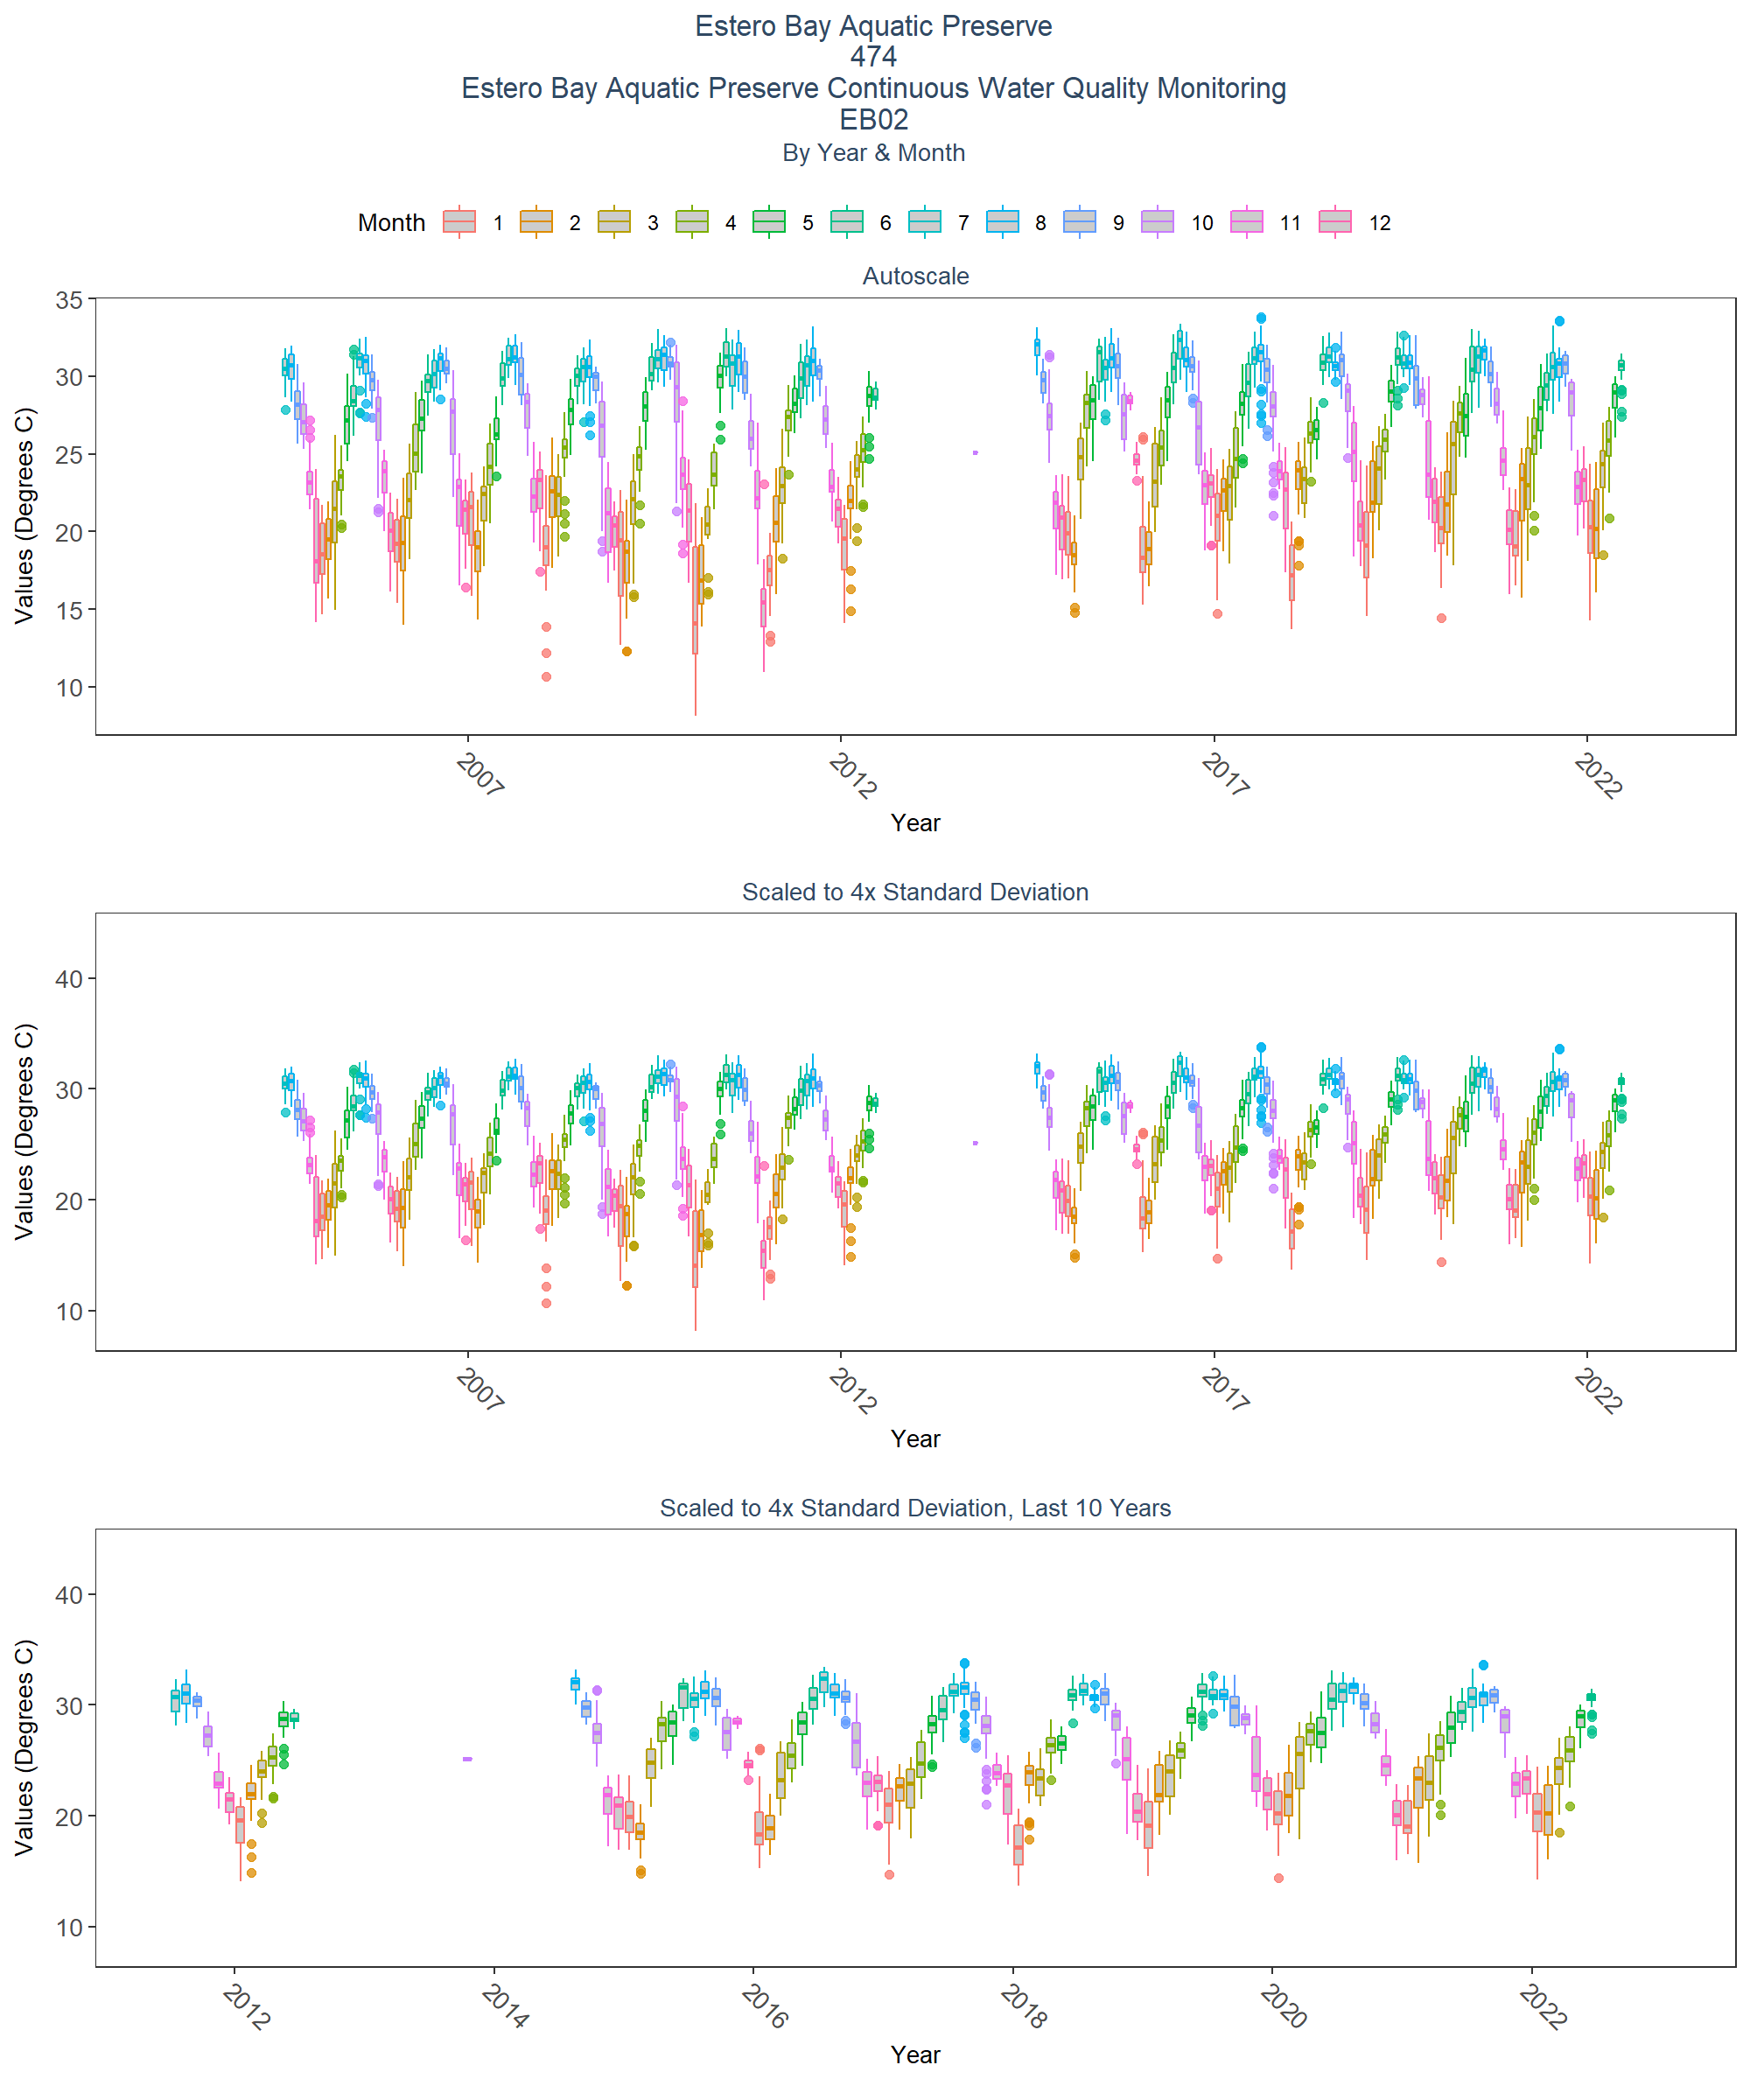 Estero Bay Aquatic Preserve
474
Estero Bay Aquatic Preserve Continuous Water Quality Monitoring
EB02
By Year & Month
Month 1 2 3 4 5 6 7 8 9 10 11 12
Autoscale
Values (Degrees C)
35
30
25
20
15
10
2007 2012 2017 2022
Year
Scaled to 4x Standard Deviation
Values (Degrees C)
40
30
20
10
2007 2012 2017 2022
Year
Scaled to 4x Standard Deviation, Last 10 Years
Values (Degrees C)
40
30
20
10
2012 2014 2016 2018 2020 2022
Year